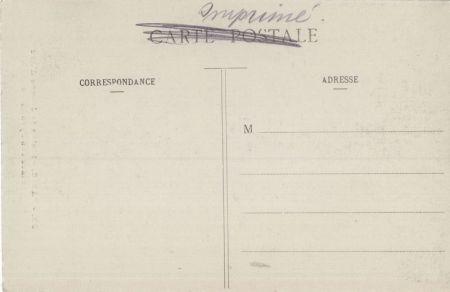 Imprimé.
CARTE POSTALE
CORRESPONDANCE
ADRESSE
M